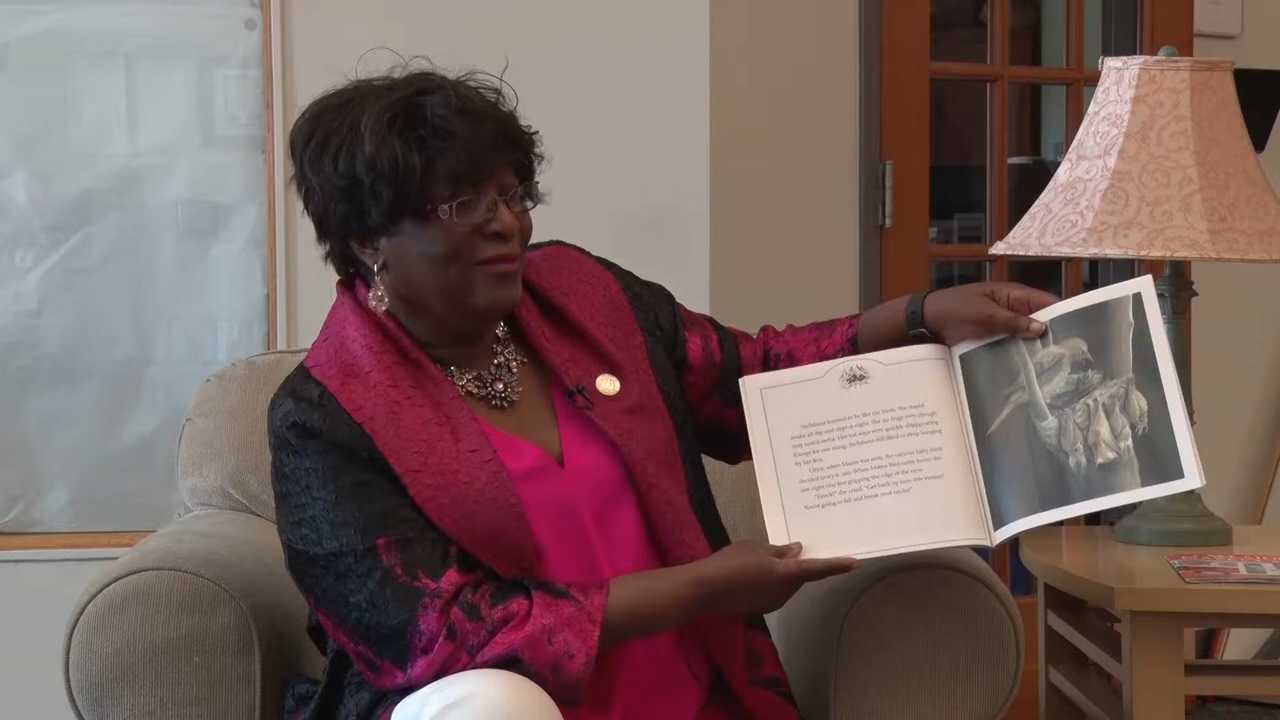 Stellaluna learned to be like the birds. She stayed
awake all day and slept at night. She ate bugs even though
they tasted awful. Her bat ways were quickly disappearing.
Except for one thing: Stellaluna still liked to sleep hanging
by her feet.
Once, when Mama was away, the curious baby birds
decided to try it, too. When Mama Bird came home she
saw eight tiny feet gripping the edge of the nest.
"Eeeek!" she cried. "Get back up here this instant!
You're going to fall and break your necks!"